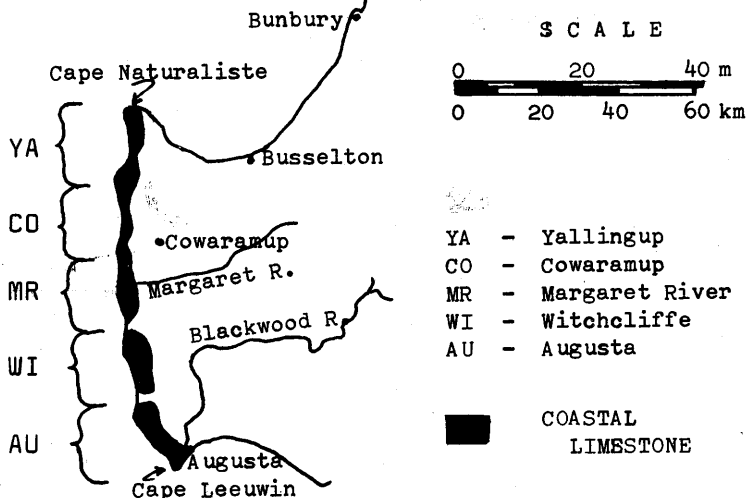 Bunbury
Cape Naturaliste
YA
Busselton
CO
Cowaramup
MR
Margaret R.
Blackwood R.
WI
AU
Augusta
Cape Leeuwin
SCALE
0 20 40 m
0 20 40 60 km
YA - Yallingup
CO - Cowaramup
MR - Margaret River
WI - Witchcliffe
AU - Augusta
COASTAL
LIMESTONE